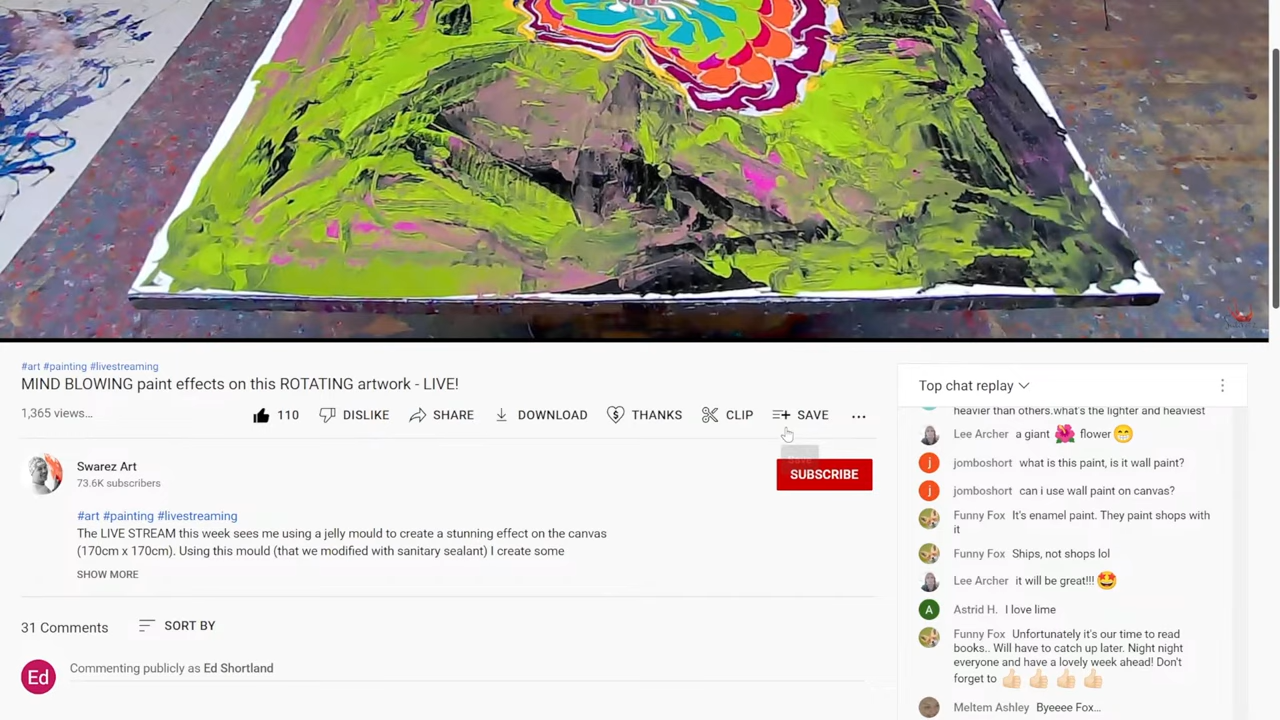 #art #painting #livestreaming
MIND BLOWING paint effects on this ROTATING artwork - LIVE!
1,365 views...
110 DISLIKE SHARE DOWNLOAD THANKS CLIP SAVE
Swarez Art
73.6K subscribers
SUBSCRIBE
#art #painting #livestreaming
The LIVE STREAM this week sees me using a jelly mould to create a stunning effect on the canvas
(170cm x 170cm). Using this mould (that we modified with sanitary sealant) I create some
SHOW MORE
31 Comments SORT BY
Ed
Commenting publicly as Ed Shortland
Top chat replay
heavier than others.what's the lighter and heaviest
Lee Archer a giant 🌺 flower 😁
j jomboshort what is this paint, is it wall paint?
j jomboshort can i use wall paint on canvas?
Funny Fox It's enamel paint. They paint shops with
it
Funny Fox Ships, not shops lol
Lee Archer it will be great!!! 🤩
A Astrid H. I love lime
Funny Fox Unfortunately it's our time to read
books.. Will have to catch up later. Night night
everyone and have a lovely week ahead! Don't
forget to 👍🏻 👍🏻 👍🏻 👍🏻
Meltem Ashley Byeeee Fox...